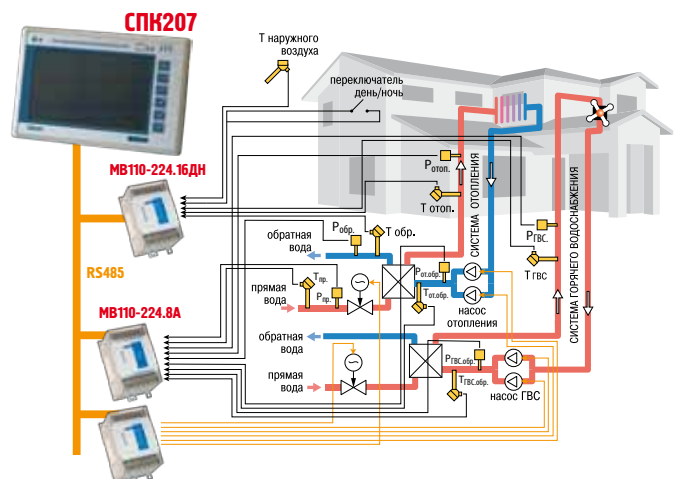 СПК207
Т наружного
воздуха
переключатель
день/ночь
МВ110-224.16ДН
Pотоп.
Т отоп.
СИСТЕМА ОТОПЛЕНИЯ
СИСТЕМА ГОРЯЧЕГО ВОДОСНАБЖЕНИЯ
PГВС.
Т ГВС
обратная
вода
Pобр.
Т обр.
RS485
Тпр.
Pпр.
прямая
вода
Pот.обр.
Тот.обр.
насос
отопления
МВ110-224.8А
обратная
вода
прямая
вода
PГВС.обр.
ТГВС.обр.
насос ГВС